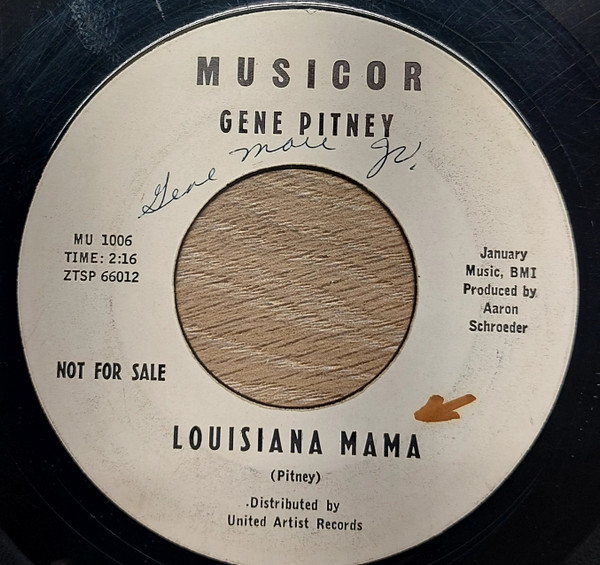 MUSICOR
GENE PITNEY
Gene Jr.
MU 1006
TIME: 2:16
ZTSP 66012
January
Music, BMI
Produced by
Aaron
Schroeder
NOT FOR SALE
LOUISIANA MAMA
(Pitney)
Distributed by
United Artist Records